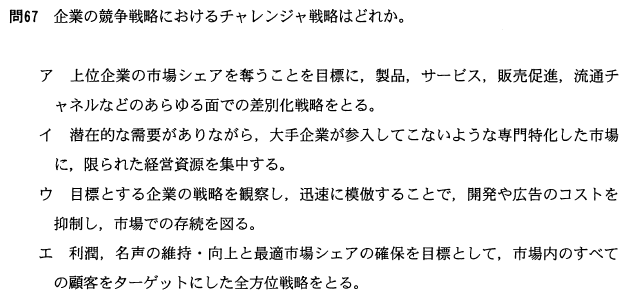 問67 企業の競争戦略におけるチャレンジャ戦略はどれか。
ア 上位企業の市場シェアを奪うことを目標に，製品，サービス，販売促進，流通チ
ャネルなどのあらゆる面での差別化戦略をとる。
イ 潜在的な需要がありながら，大手企業が参入してこないような専門特化した市場
に，限られた経営資源を集中する。
ウ 目標とする企業の戦略を観察し，迅速に模倣することで，開発や広告のコストを
抑制し，市場での存続を図る。
エ 利潤，名声の維持・向上と最適市場シェアの確保を目標として，市場内のすべて
の顧客をターゲットにした全方位戦略をとる。